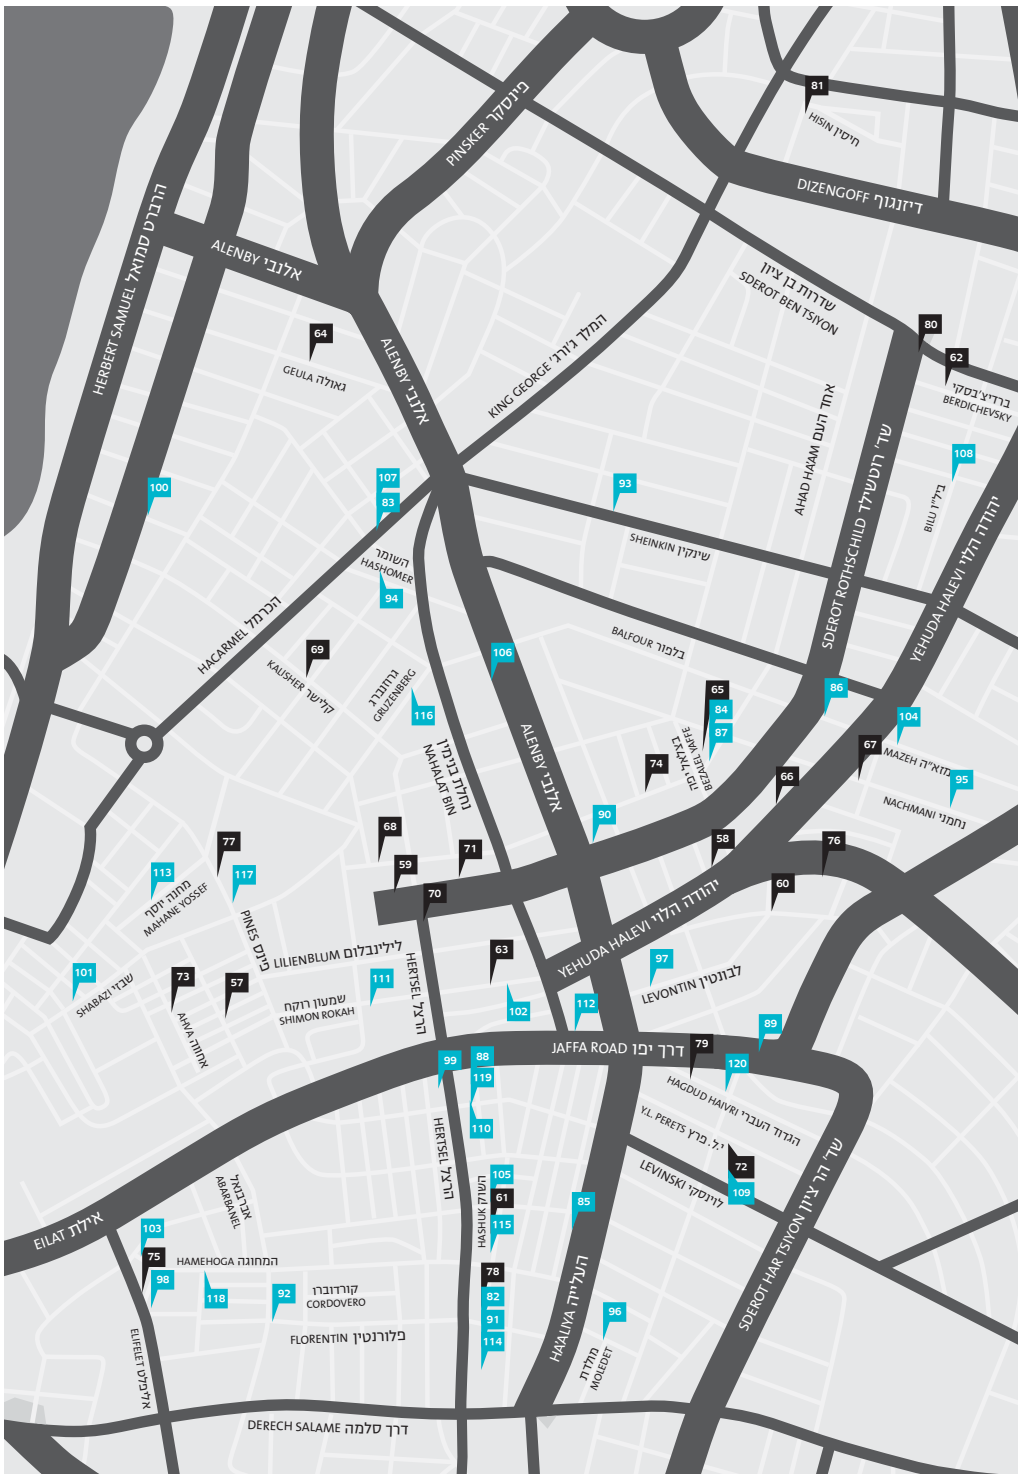 81
HISIN חיסין
PINSKER פינסקר
DIZENGOFF דיזנגוף
הרברט סמואל HERBERT SAMUEL
ALENBY אלנבי
שדרות בן ציון
SDEROT BEN TSIYON
64
GEULA גאולה
80
62
ברדיצ'בסקי
BERDICHEVSKY
ALENBY אלנבי
KING GEORGE המלך ג'ורג'
AHAD HA'AM אחד העם
SDEROT ROTHSCHILD שד' רוטשילד
108
BILU ביל"ו
100
107
83
93
SHEINKIN שינקין
YEHUDA HALEVI יהודה הלוי
השומר
HASHOMER
94
HACARMEL הכרמל
BALFOUR בלפור
69
KALISHER קלישר
106
גרוזנברג
GRUZENBERG
116
65
84
87
בצלאל יפה
BEZALEL YAFFE
86
104
MAZEH מזא"ה
67
95
NACHMANI נחמני
74
66
ALENBY אלנבי
נחלת בנימין
NAHALAT BIN
90
68
71
59
70
58
76
60
77
113
117
מחנה יוסף
MAHANE YOSSEF
PINES פינס
YEHUDA HALEVI יהודה הלוי
LILIENBLUM לילינבלום
HERTSEL הרצל
63
97
LEVONTIN לבונטין
101
SHABAZI שבזי
73
57
111
שמעון רוקח
SHIMON ROKAH
102
112
AHVA אחווה
JAFFA ROAD דרך יפו
79
89
99
88
119
110
120
HAGDUD HAIVRI הגדוד העברי
Y.L. PERETS י.ל. פרץ
HERTSEL הרצל
72
109
LEVINSKI לוינסקי
105
61
115
HASHUK השוק
85
SDEROT HAR TSIYON שד' הר ציון
EILAT אילת
אברבנאל
ABARBANEL
103
75
98
HAMEHOGA המחוגה
118
92
קורדוברו
CORDOVERO
78
82
91
114
HA'ALIYA העלייה
96
מולדת
MOLEDET
ELIFELET אליפלט
FLORENTIN פלורנטין
DERECH SALAME דרך סלמה